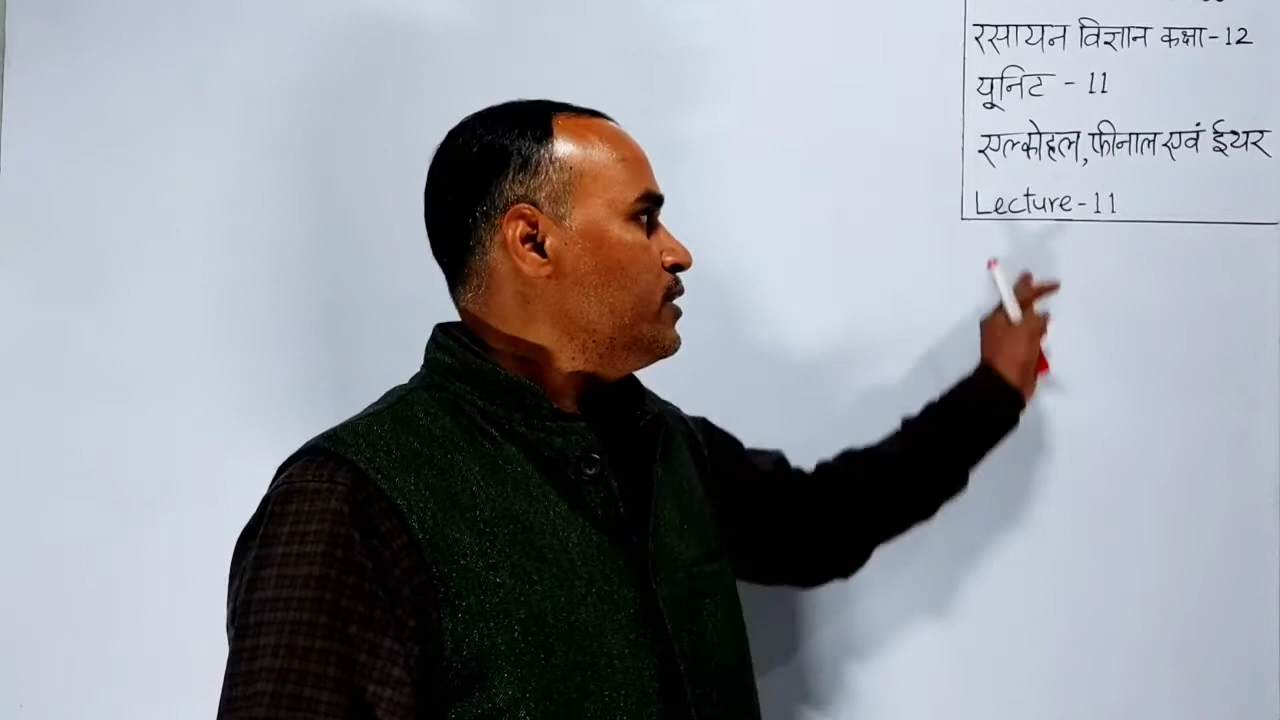 रसायन विज्ञान कक्षा-12
यूनिट - 11
एल्कोहल, फीनाल एवं ईथर
Lecture-11